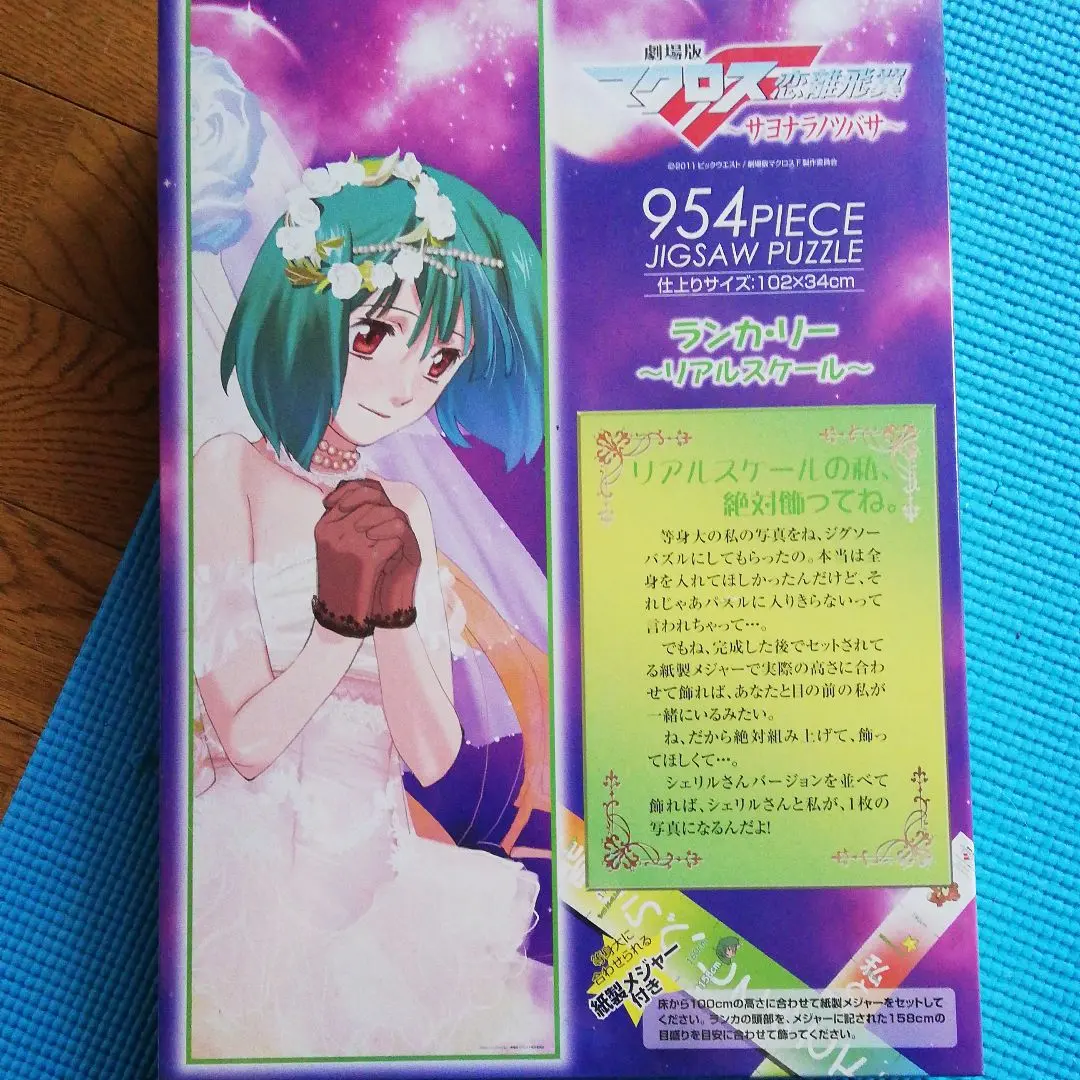 劇場版
マクロスF 恋離飛翼
～サヨナラノツバサ～
©2011 ビックウエスト/劇場版マクロスF製作委員会
954PIECE
JIGSAW PUZZLE
仕上りサイズ:102×34cm
ランカ・リー
～リアルスケール～
リアルスケールの私、
絶対飾ってね。
等身大の私の写真をね、ジグソー
パズルにしてもらったの。本当は全
身を入れてほしかったんだけど、そ
れじゃあパズルに入りきらないって
言われちゃって…。
でもね、完成した後でセットされて
る紙製メジャーで実際の高さに合わ
せて飾れば、あなたと目の前の私が
一緒にいるみたい。
ね、だから絶対組み上げて、飾っ
てほしくて…。
シェリルさんバージョンを並べて
飾れば、シェリルさんと私が、1枚の
写真になるんだよ!
等身大に
合わせられる
紙製メジャー
付き
158cm
床から100cmの高さに合わせて紙製メジャーをセットして
ください。ランカの頭部を、メジャーに記された158cmの
目盛りを目安に合わせて飾ってください。